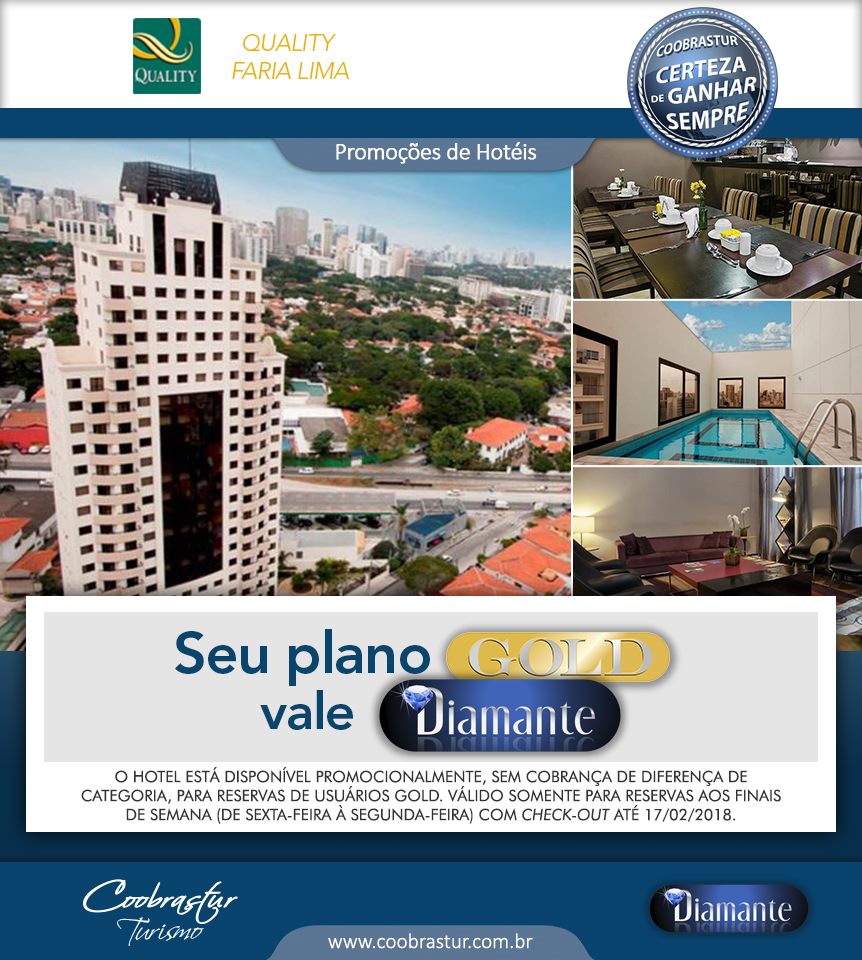 QUALITY
QUALITY
FARIA LIMA
COOBRASTUR
CERTEZA
DE GANHAR
SEMPRE
Promoções de Hotéis
Seu plano GOLD
vale Diamante
O HOTEL ESTÁ DISPONÍVEL PROMOCIONALMENTE, SEM COBRANÇA DE DIFERENÇA DE
CATEGORIA, PARA RESERVAS DE USUÁRIOS GOLD. VÁLIDO SOMENTE PARA RESERVAS AOS FINAIS
DE SEMANA (DE SEXTA-FEIRA À SEGUNDA-FEIRA) COM CHECK-OUT ATÉ 17/02/2018.
Coobrastur
Turismo
Diamante
www.coobrastur.com.br